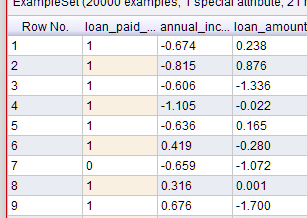 ExampleSet (20000 examples, 1 special attribute, 21 r
Row No. loan_paid_... annual_inc... loan_amount
1 1 -0.674 0.238
2 1 -0.815 0.876
3 1 -0.606 -1.336
4 1 -1.105 -0.022
5 1 -0.636 0.165
6 1 0.419 -0.280
7 0 -0.659 -1.072
8 1 0.316 0.001
9 1 0.676 -1.700